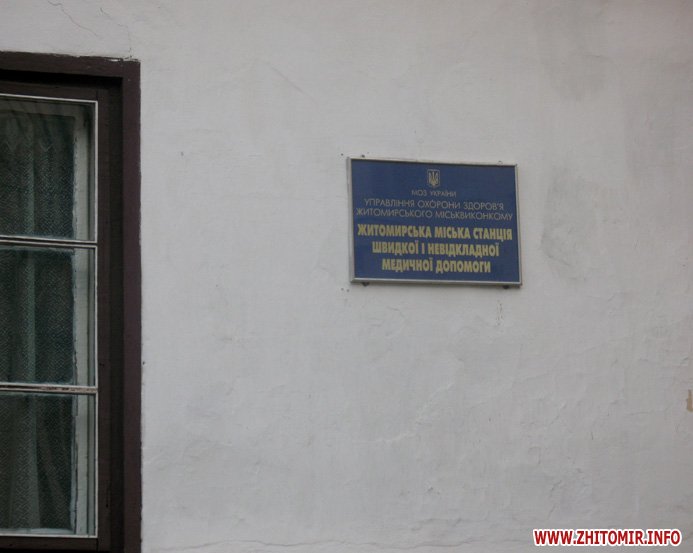 МОЗ УКРАЇНИ
УПРАВЛІННЯ ОХОРОНИ ЗДОРОВ'Я
ЖИТОМИРСЬКОГО МІСЬКВИКОНКОМУ
ЖИТОМИРСЬКА МІСЬКА СТАНЦІЯ
ШВИДКОЇ І НЕВІДКЛАДНОЇ
МЕДИЧНОЇ ДОПОМОГИ
WWW.ZHITOMIR.INFO